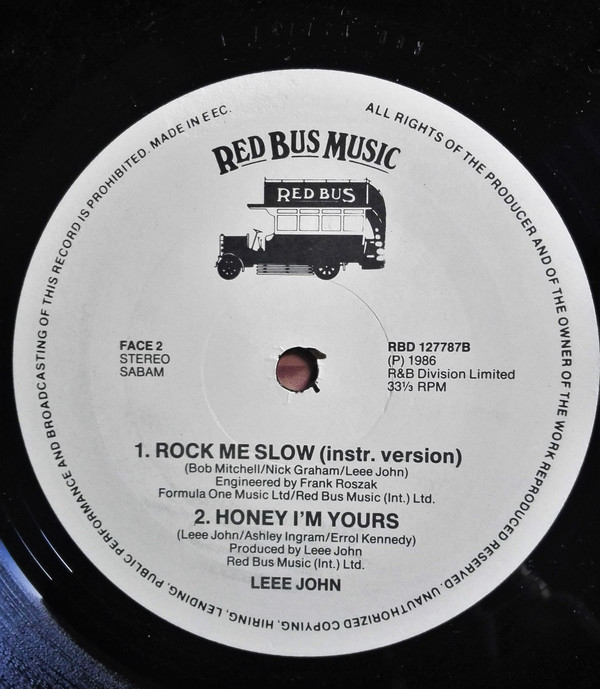 ALL RIGHTS OF THE PRODUCER AND OF THE OWNER OF THE WORK REPRODUCED RESERVED. UNAUTHORIZED COPYING, HIRING, LENDING, PUBLIC PERFORMANCE AND BROADCASTING OF THIS RECORD IS PROHIBITED. MADE IN EEC.
RED BUS MUSIC
RED BUS
FACE 2
STEREO
SABAM
RBD 127787B
(P) 1986
R&B Division Limited
33⅓ RPM
1. ROCK ME SLOW (instr. version)
(Bob Mitchell/Nick Graham/Leee John)
Engineered by Frank Roszak
Formula One Music Ltd/Red Bus Music (Int.) Ltd.
2. HONEY I'M YOURS
(Leee John/Ashley Ingram/Errol Kennedy)
Produced by Leee John
Red Bus Music (Int.) Ltd.
LEEE JOHN